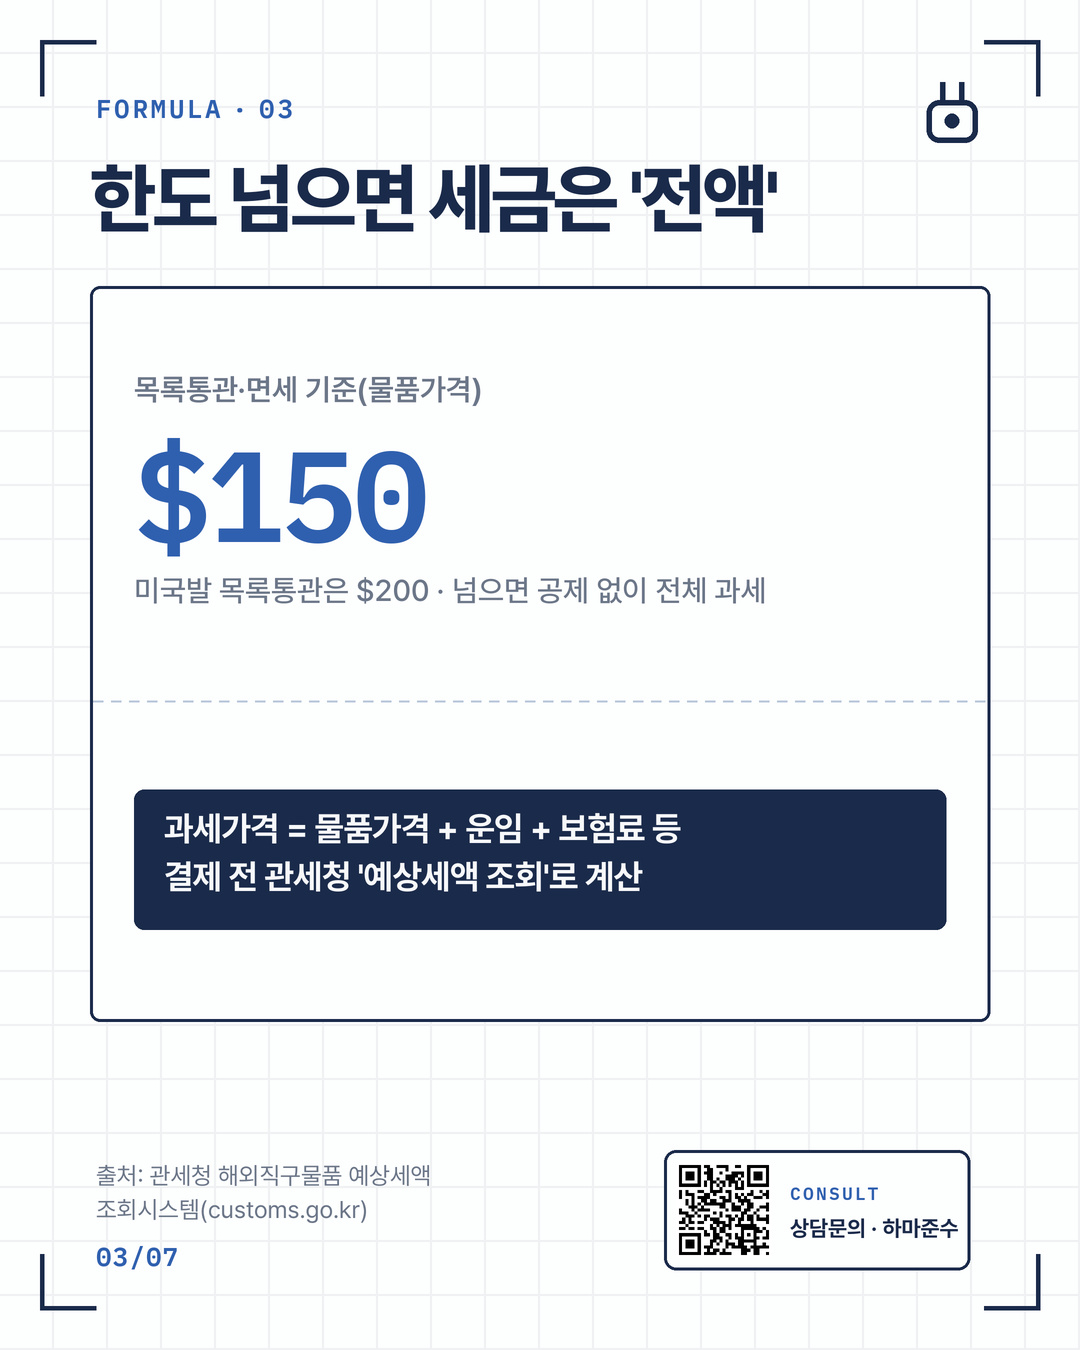 FORMULA · 03
한도 넘으면 세금은 '전액'
목록통관·면세 기준(물품가격)
$150
미국발 목록통관은 $200 · 넘으면 공제 없이 전체 과세
과세가격 = 물품가격 + 운임 + 보험료 등
결제 전 관세청 '예상세액 조회'로 계산
출처: 관세청 해외직구물품 예상세액
조회시스템(customs.go.kr)
03/07
CONSULT
상담문의 · 하마준수